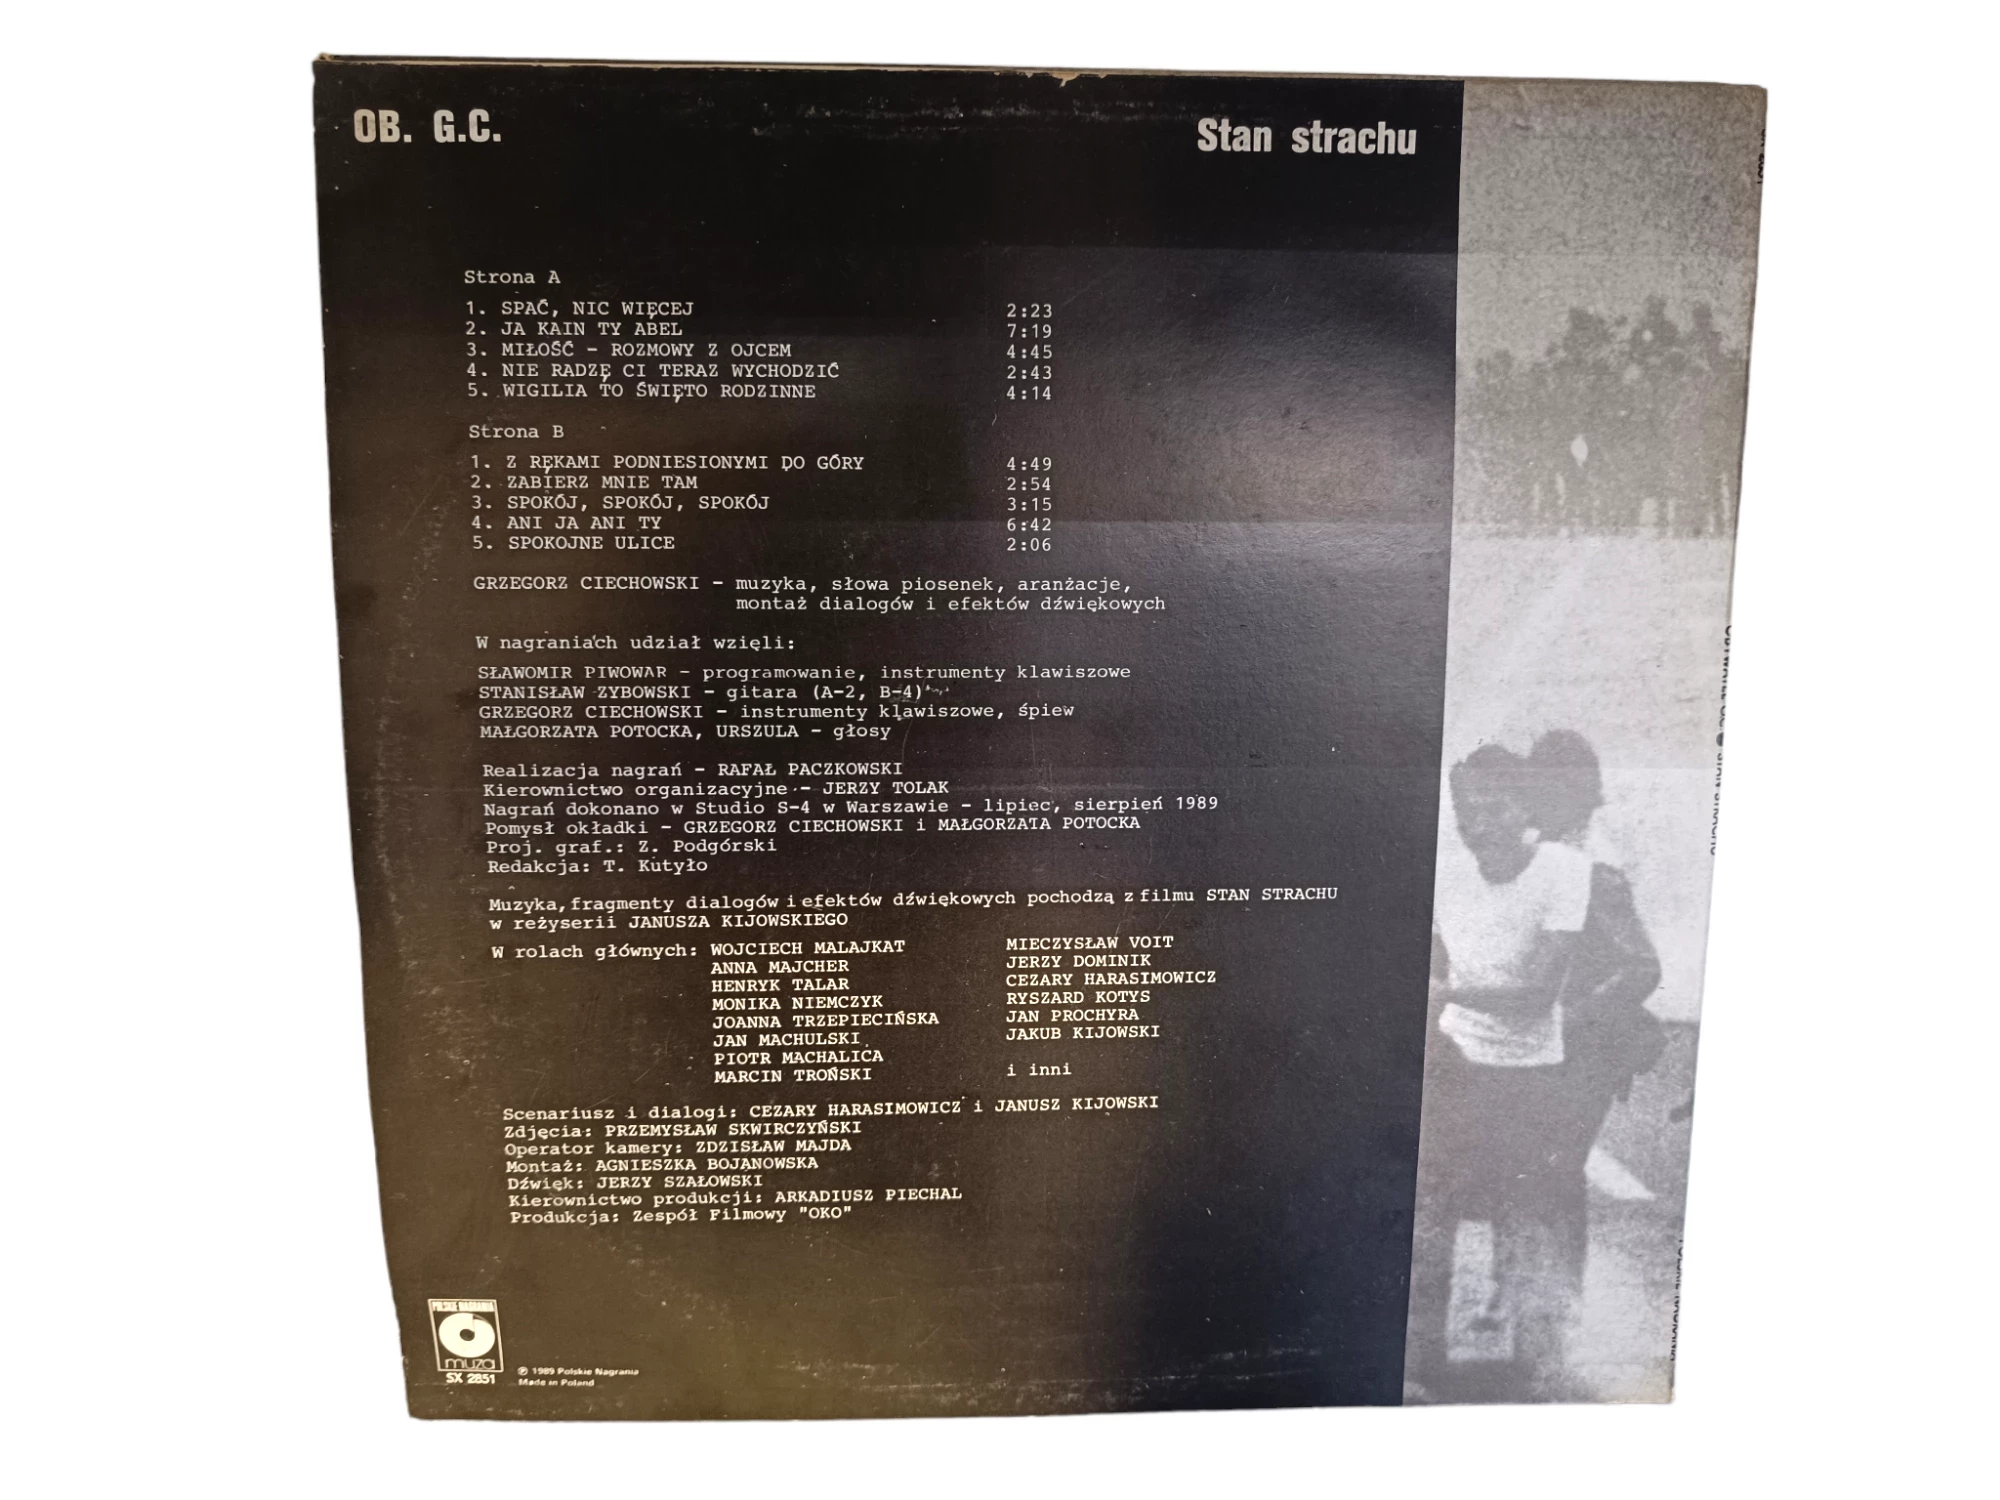 OB. G.C.
Stan strachu
Strona A
1. SPAĆ, NIC WIĘCEJ 2:23
2. JA KAIN TY ABEL 7:19
3. MIŁOŚĆ - ROZMOWY Z OJCEM 4:45
4. NIE RADZĘ CI TERAZ WYCHODZIĆ 2:43
5. WIGILIA TO ŚWIĘTO RODZINNE 4:14
Strona B
1. Z RĘKAMI PODNIESIONYMI DO GÓRY 4:49
2. ZABIERZ MNIE TAM 2:54
3. SPOKÓJ, SPOKÓJ, SPOKÓJ 3:15
4. ANI JA ANI TY 6:42
5. SPOKOJNE ULICE 2:06
GRZEGORZ CIECHOWSKI - muzyka, słowa piosenek, aranżacje,
montaż dialogów i efektów dźwiękowych
W nagraniach udział wzięli:
SŁAWOMIR PIWOWAR - programowanie, instrumenty klawiszowe
STANISŁAW ZYBOWSKI - gitara (A-2, B-4)
GRZEGORZ CIECHOWSKI - instrumenty klawiszowe, śpiew
MAŁGORZATA POTOCKA, URSZULA - głosy
Realizacja nagrań - RAFAŁ PACZKOWSKI
Kierownictwo organizacyjne - JERZY TOLAK
Nagrań dokonano w Studio S-4 w Warszawie - lipiec, sierpień 1989
Pomysł okładki - GRZEGORZ CIECHOWSKI i MAŁGORZATA POTOCKA
Proj. graf.: Z. Podgórski
Redakcja: T. Kutyło
Muzyka, fragmenty dialogów i efektów dźwiękowych pochodzą z filmu STAN STRACHU
w reżyserii JANUSZA KIJOWSKIEGO
W rolach głównych: WOJCIECH MALAJKAT MIECZYSŁAW VOIT
ANNA MAJCHER JERZY DOMINIK
HENRYK TALAR CEZARY HARASIMOWICZ
MONIKA NIEMCZYK RYSZARD KOTYS
JOANNA TRZEPIECIŃSKA JAN PROCHYRA
JAN MACHULSKI JAKUB KIJOWSKI
PIOTR MACHALICA
MARCIN TROŃSKI i inni
Scenariusz i dialogi: CEZARY HARASIMOWICZ i JANUSZ KIJOWSKI
Zdjęcia: PRZEMYSŁAW SKWIRCZYŃSKI
Operator kamery: ZDZISŁAW MAJDA
Montaż: AGNIESZKA BOJANOWSKA
Dźwięk: JERZY SZAŁOWSKI
Kierownictwo produkcji: ARKADIUSZ PIECHAL
Produkcja: Zespół Filmowy "OKO"
POLSKIE NAGRANIA
muza
SX 2851
℗ 1989 Polskie Nagrania
Made in Poland